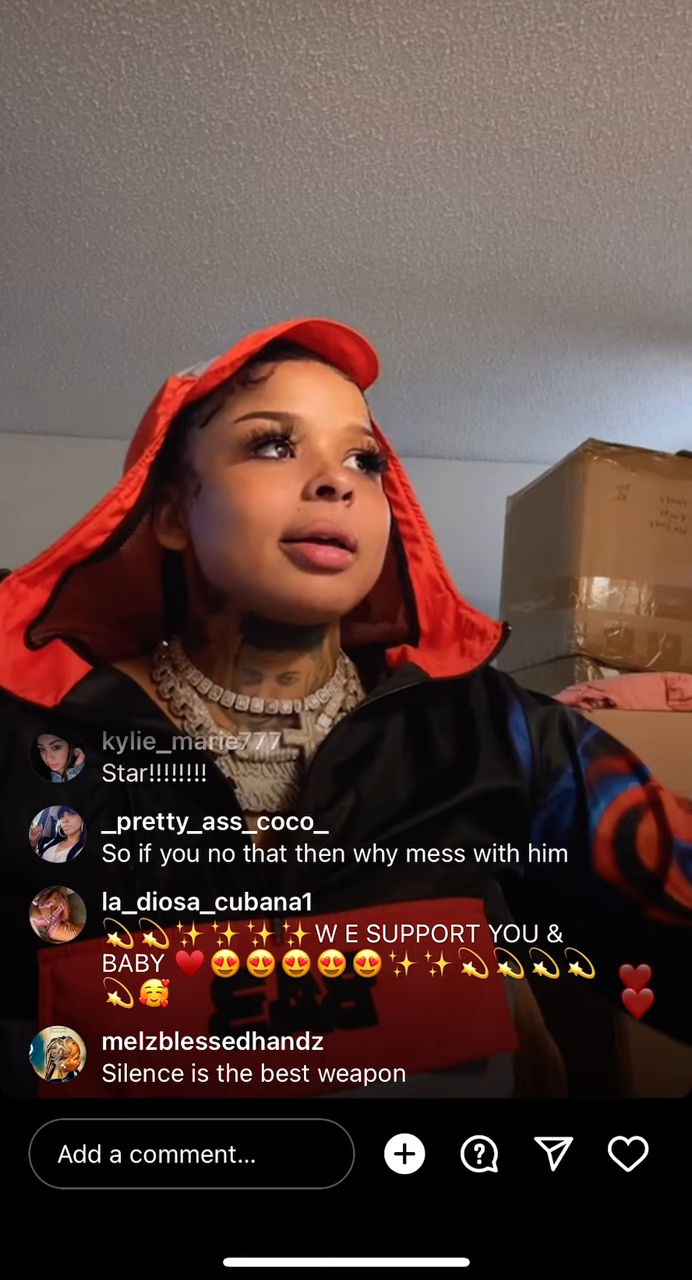 kylie_marie777
Star!!!!!!!!
_pretty_ass_coco_
So if you no that then why mess with him
la_diosa_cubana1
💫💫✨✨✨✨W E SUPPORT YOU &
BABY ♥️😍😍😍😍😍✨✨💫💫💫💫
💫🥰
melzblessedhandz
Silence is the best weapon
Add a comment...